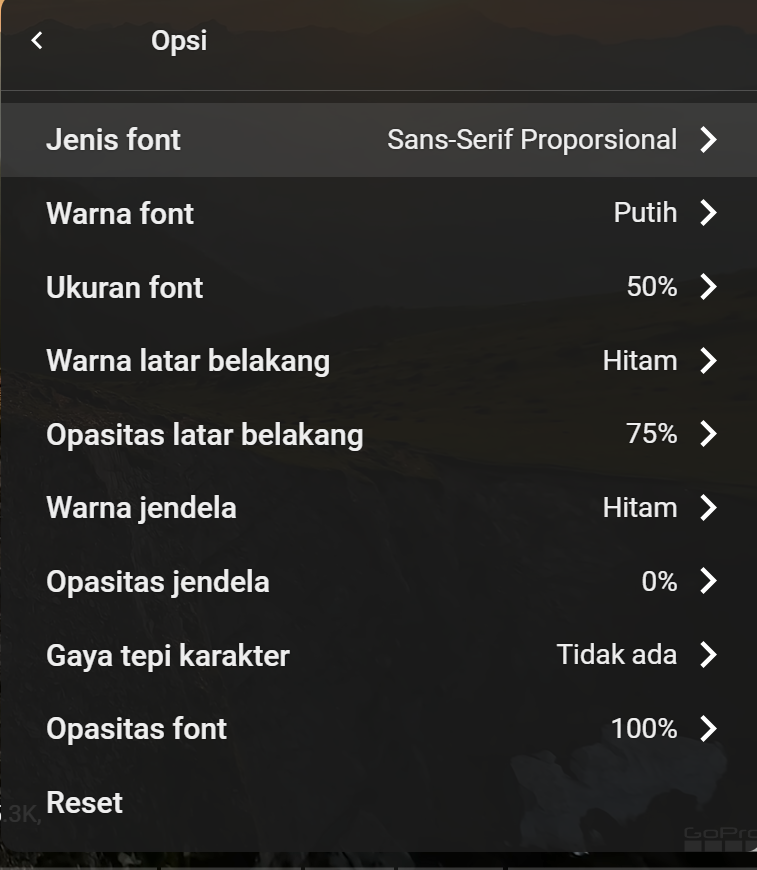 Opsi
Jenis font Sans-Serif Proporsional
Warna font Putih
Ukuran font 50%
Warna latar belakang Hitam
Opasitas latar belakang 75%
Warna jendela Hitam
Opasitas jendela 0%
Gaya tepi karakter Tidak ada
Opasitas font 100%
Reset
.3K,
GoPro